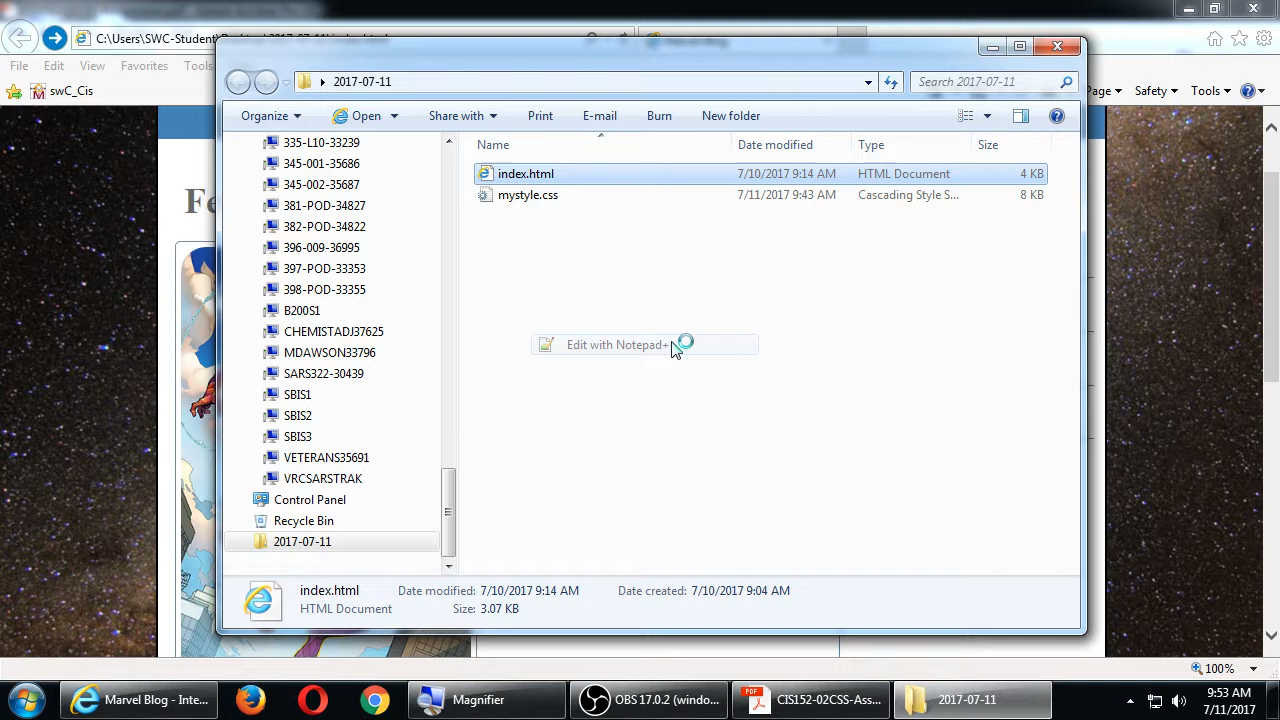 C:\Users\SWC-Student\
File Edit View Favorites Tools
swC_Cis
Page Safety Tools
2017-07-11
Search 2017-07-11
Organize Open Share with Print E-mail Burn New folder
Name Date modified Type Size
335-L10-33239
345-001-35686
345-002-35687
381-POD-34827
382-POD-34822
396-009-36995
397-POD-33353
398-POD-33355
B200S1
CHEMISTADJ37625
MDAWSON33796
SARS322-30439
SBIS1
SBIS2
SBIS3
VETERANS35691
VRCSARSTRAK
Control Panel
Recycle Bin
2017-07-11
index.html 7/10/2017 9:14 AM HTML Document 4 KB
mystyle.css 7/11/2017 9:43 AM Cascading Style S... 8 KB
Edit with Notepad+
Fe
index.html Date modified: 7/10/2017 9:14 AM Date created: 7/10/2017 9:04 AM
HTML Document Size: 3.07 KB
100%
Marvel Blog - Inte... Magnifier OBS 17.0.2 (windo... CIS152-02CSS-Ass... 2017-07-11
9:53 AM
7/11/2017